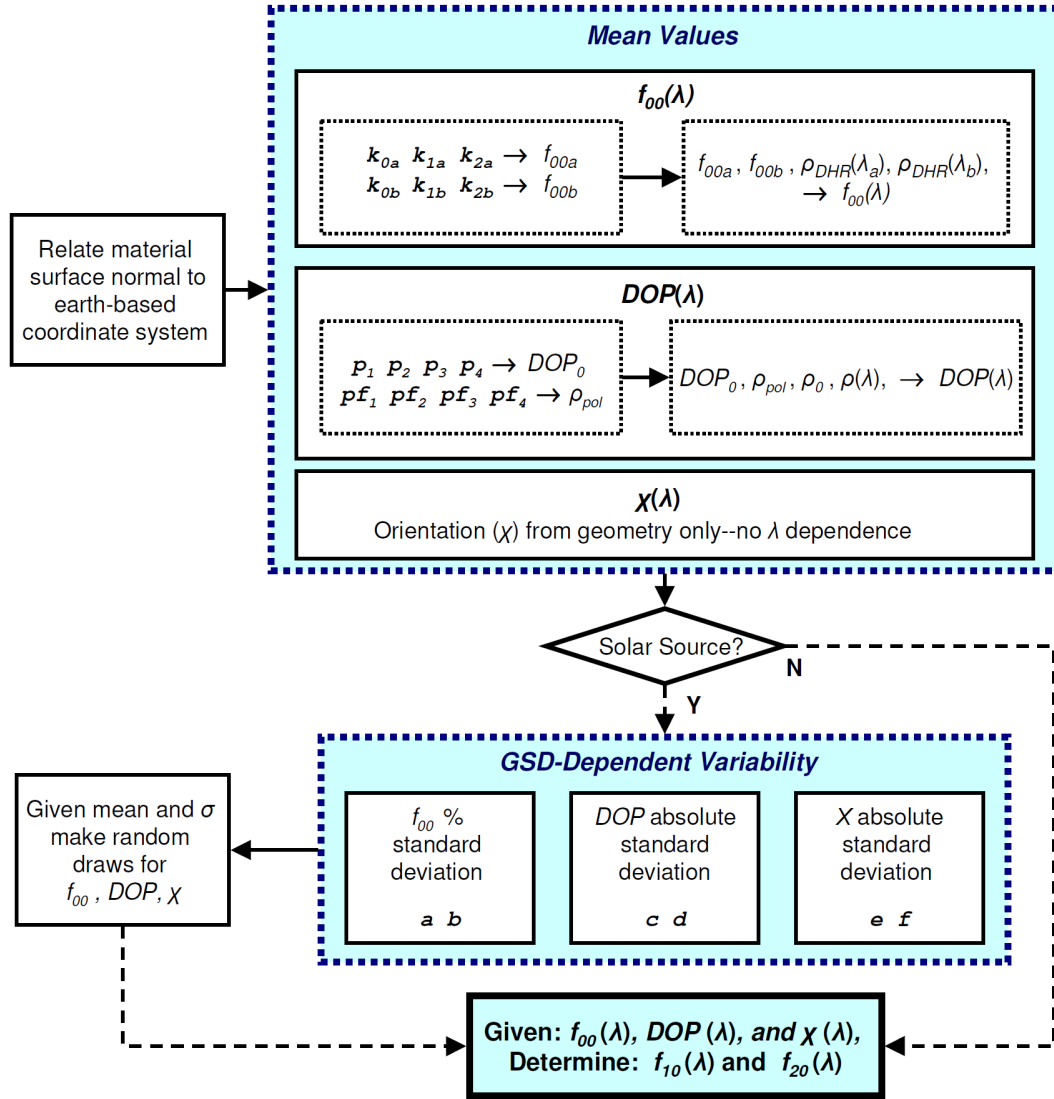 Mean Values
f00(λ)
k0a k1a k2a → f00a
k0b k1b k2b → f00b
f00a , f00b , ρDHR(λa), ρDHR(λb),
→ f00(λ)
Relate material
surface normal to
earth-based
coordinate system
DOP(λ)
p1 p2 p3 p4 → DOP0
pf1 pf2 pf3 pf4 → ρpol
DOP0 , ρpol , ρ0 , ρ(λ), → DOP(λ)
χ(λ)
Orientation (χ) from geometry only--no λ dependence
Solar Source?
N
Y
GSD-Dependent Variability
f00 %
standard
deviation
a b
DOP absolute
standard
deviation
c d
X absolute
standard
deviation
e f
Given mean and σ
make random
draws for
f00 , DOP, χ
Given: f00 (λ), DOP (λ), and χ (λ),
Determine: f10 (λ) and f20 (λ)